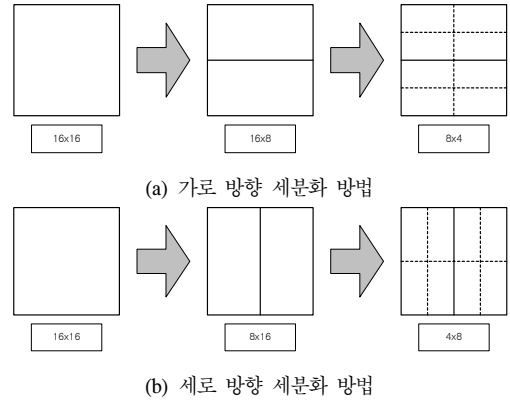 16x16 16x8 8x4
(a) 가로 방향 세분화 방법
16x16 8x16 4x8
(b) 세로 방향 세분화 방법